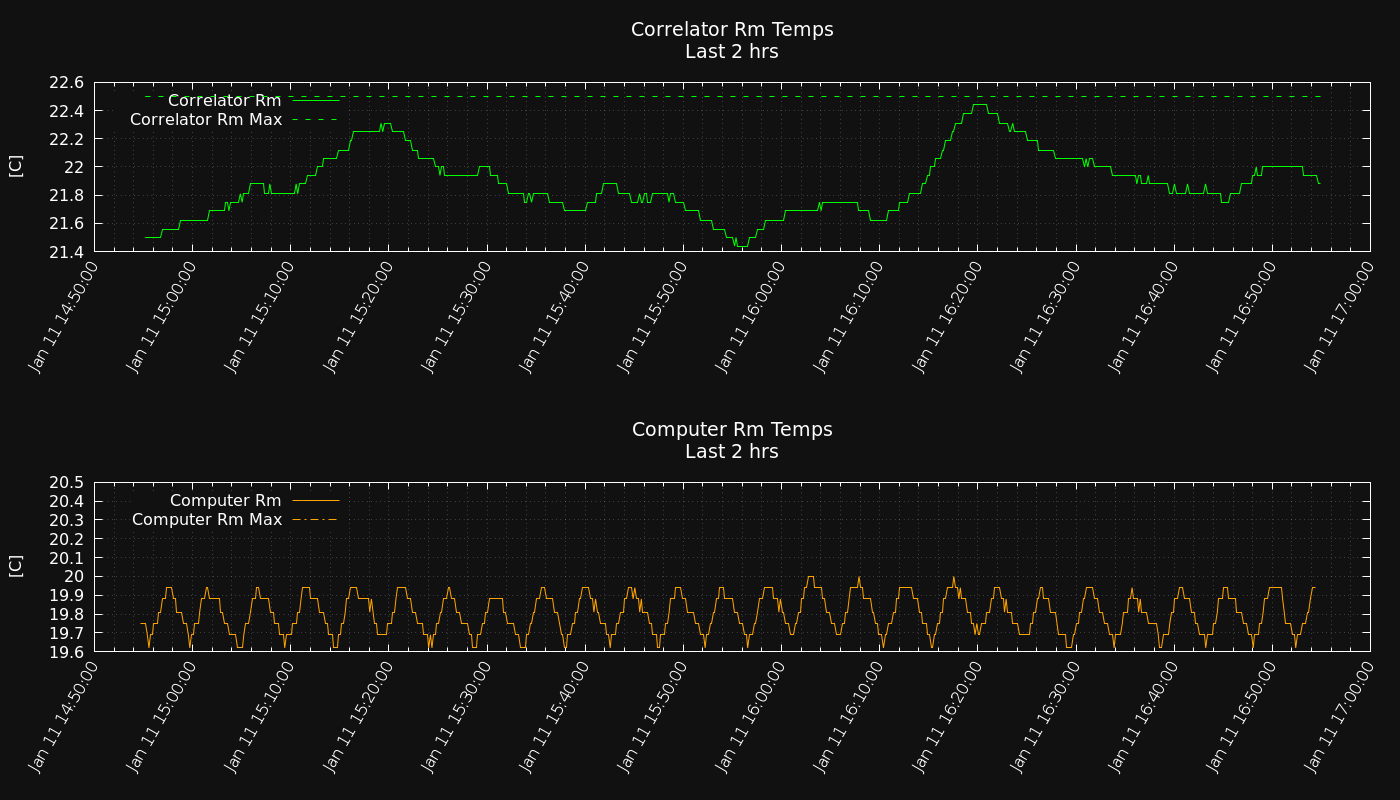 Correlator Rm Temps
Last 2 hrs
22.6
22.4
22.2
22
21.8
21.6
21.4
[C]
Correlator Rm
Correlator Rm Max
Jan 11 14:50:00
Jan 11 15:00:00
Jan 11 15:10:00
Jan 11 15:20:00
Jan 11 15:30:00
Jan 11 15:40:00
Jan 11 15:50:00
Jan 11 16:00:00
Jan 11 16:10:00
Jan 11 16:20:00
Jan 11 16:30:00
Jan 11 16:40:00
Jan 11 16:50:00
Jan 11 17:00:00
Computer Rm Temps
Last 2 hrs
20.5
20.4
20.3
20.2
20.1
20
19.9
19.8
19.7
19.6
[C]
Computer Rm
Computer Rm Max
Jan 11 14:50:00
Jan 11 15:00:00
Jan 11 15:10:00
Jan 11 15:20:00
Jan 11 15:30:00
Jan 11 15:40:00
Jan 11 15:50:00
Jan 11 16:00:00
Jan 11 16:10:00
Jan 11 16:20:00
Jan 11 16:30:00
Jan 11 16:40:00
Jan 11 16:50:00
Jan 11 17:00:00